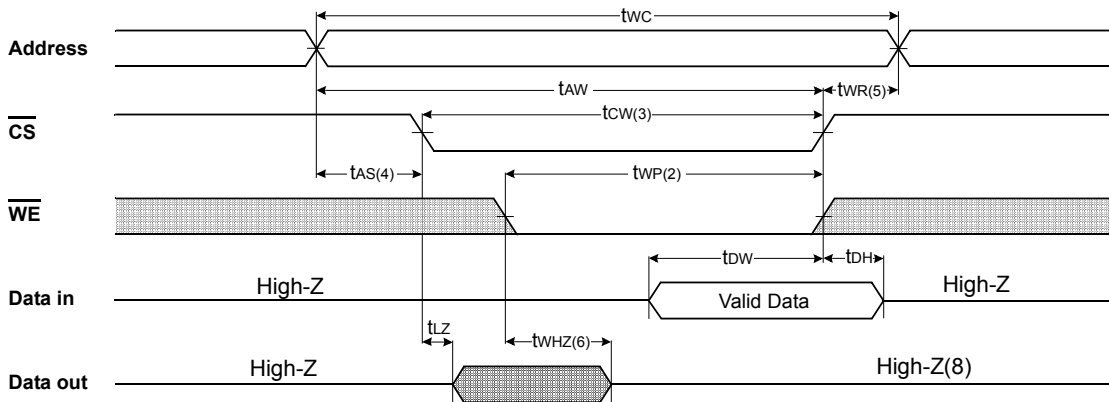 tWC
Address
tAW
tWR(5)
tCW(3)
CS
tAS(4)
tWP(2)
WE
tDW
tDH
High-Z
High-Z
Data in
Valid Data
tLZ
tWHZ(6)
High-Z
High-Z(8)
Data out